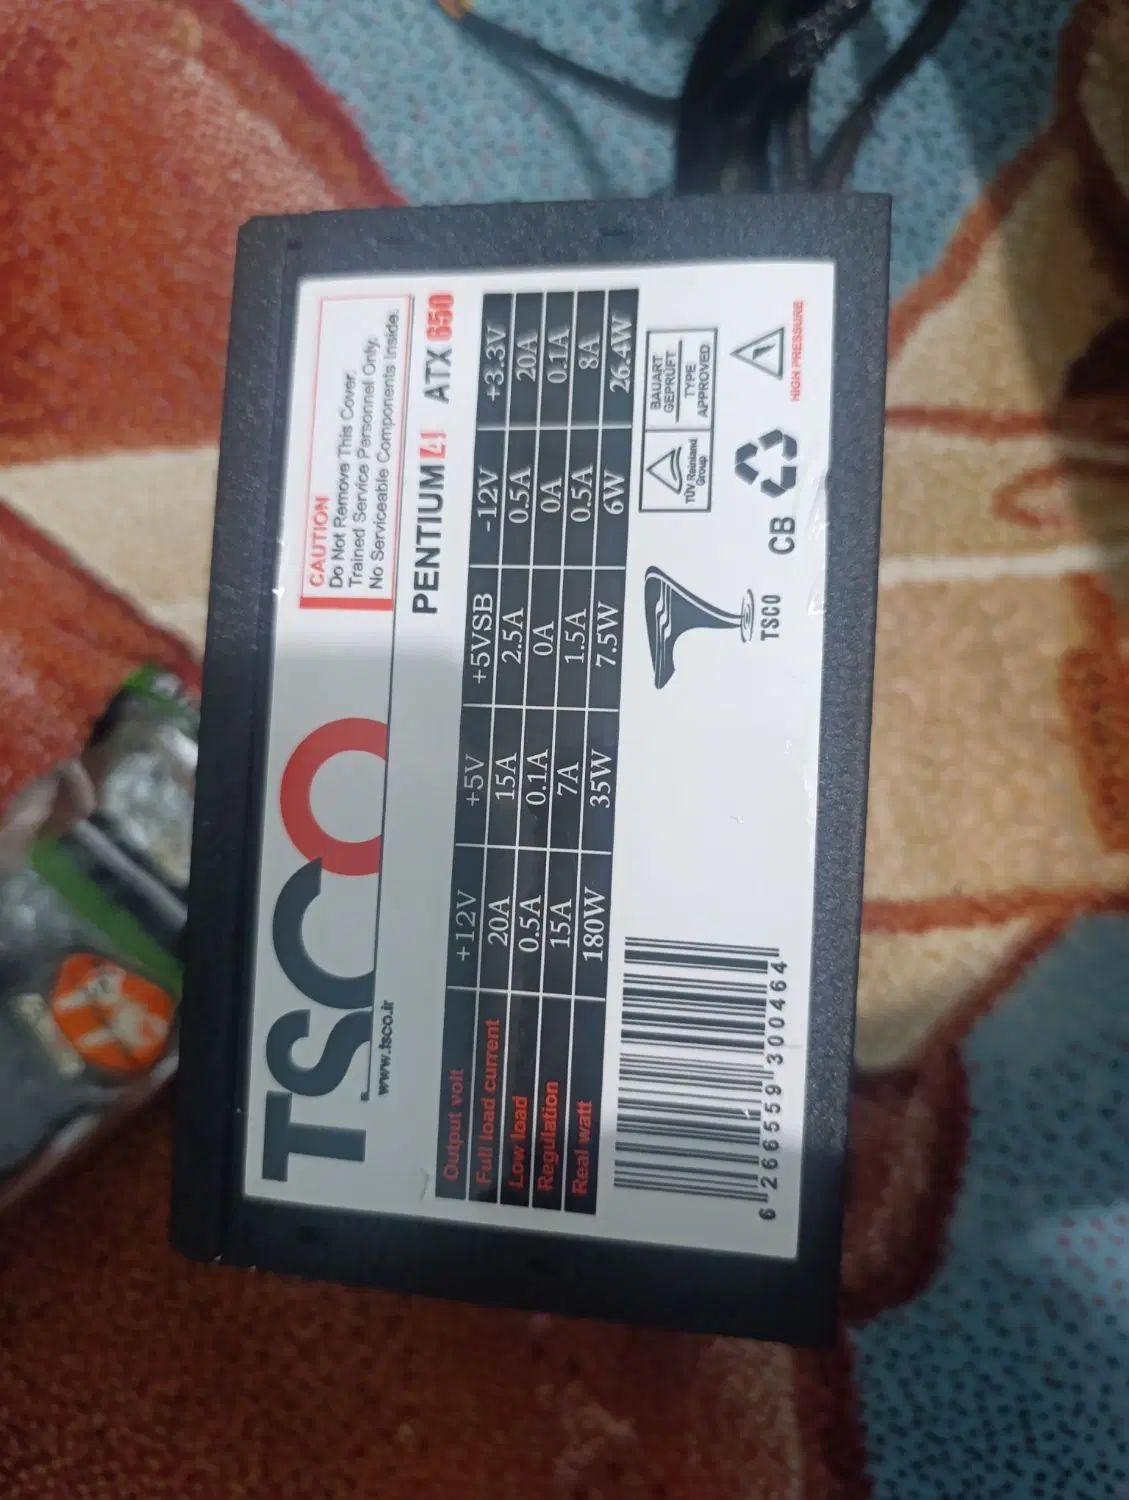 TSCO
www.tsco.ir
CAUTION
Do Not Remove This Cover.
Trained Service Personnel Only.
No Serviceable Components Inside.
PENTIUM 4 ATX 650
Output volt +12V +5V +5VSB -12V +3.3V
Full load current 20A 15A 2.5A 0.5A 20A
Low load 0.5A 0.1A 0A 0A 0.1A
Regulation 15A 7A 1.5A 0.5A 8A
Real watt 180W 35W 7.5W 6W 26.4W
6 266559 300464
TSCO
TÜV Rheinland
Group
BAUART
GEPRÜFT
TYPE
APPROVED
CB
HIGH PRESSURE